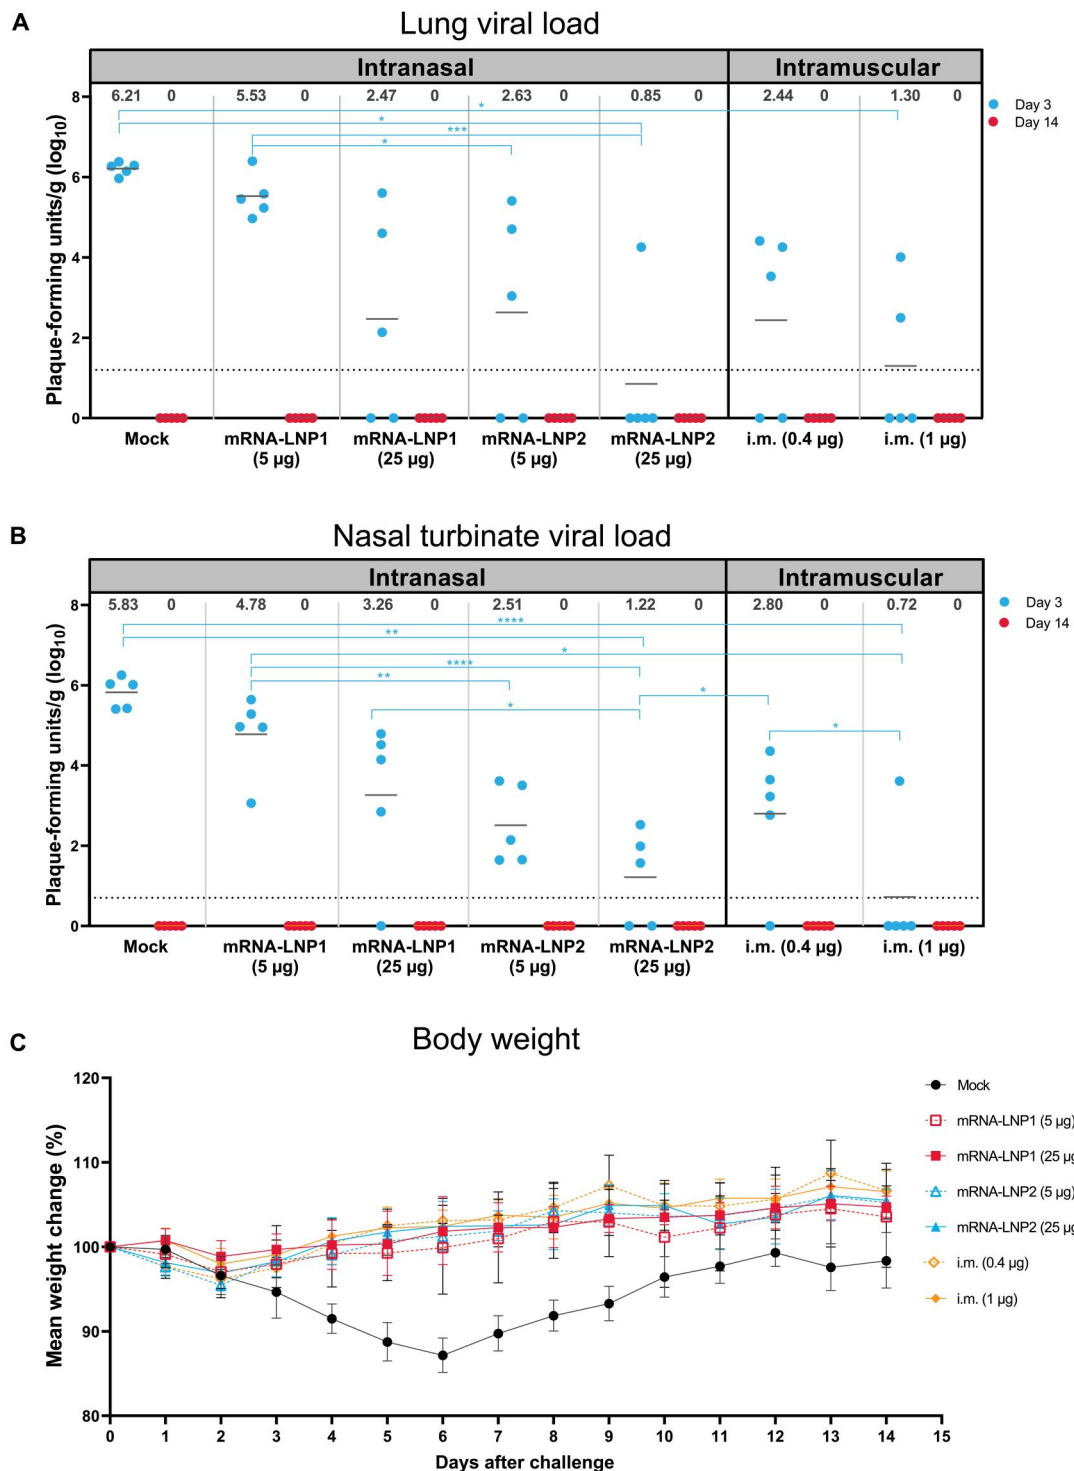 A
Lung viral load
Intranasal
Intramuscular
6.21 0 5.53 0 2.47 0 2.63 0 0.85 0 2.44 0 1.30 0
Day 3
Day 14
*
*
***
*
Plaque-forming units/g (log10)
8
6
4
2
0
Mock
mRNA-LNP1 (5 µg)
mRNA-LNP1 (25 µg)
mRNA-LNP2 (5 µg)
mRNA-LNP2 (25 µg)
i.m. (0.4 µg)
i.m. (1 µg)
B
Nasal turbinate viral load
Intranasal
Intramuscular
5.83 0 4.78 0 3.26 0 2.51 0 1.22 0 2.80 0 0.72 0
Day 3
Day 14
****
**
*
****
**
*
*
*
Plaque-forming units/g (log10)
8
6
4
2
0
Mock
mRNA-LNP1 (5 µg)
mRNA-LNP1 (25 µg)
mRNA-LNP2 (5 µg)
mRNA-LNP2 (25 µg)
i.m. (0.4 µg)
i.m. (1 µg)
C
Body weight
Mean weight change (%)
120
110
100
90
80
0 1 2 3 4 5 6 7 8 9 10 11 12 13 14 15
Days after challenge
Mock
mRNA-LNP1 (5 µg)
mRNA-LNP1 (25 µg
mRNA-LNP2 (5 µg)
mRNA-LNP2 (25 µg
i.m. (0.4 µg)
i.m. (1 µg)